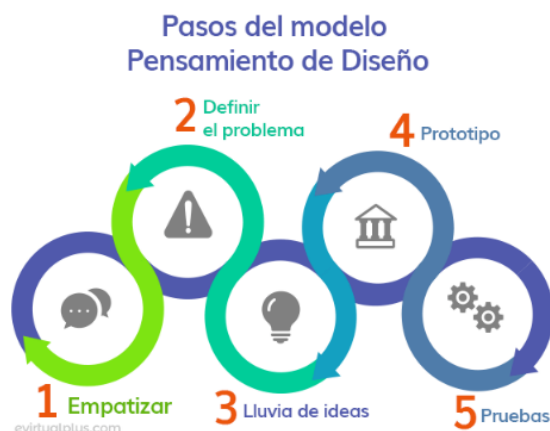 Pasos del modelo
Pensamiento de Diseño
1 Empatizar
2 Definir
el problema
3 Lluvia de ideas
4 Prototipo
5 Pruebas
evirtualplus.com